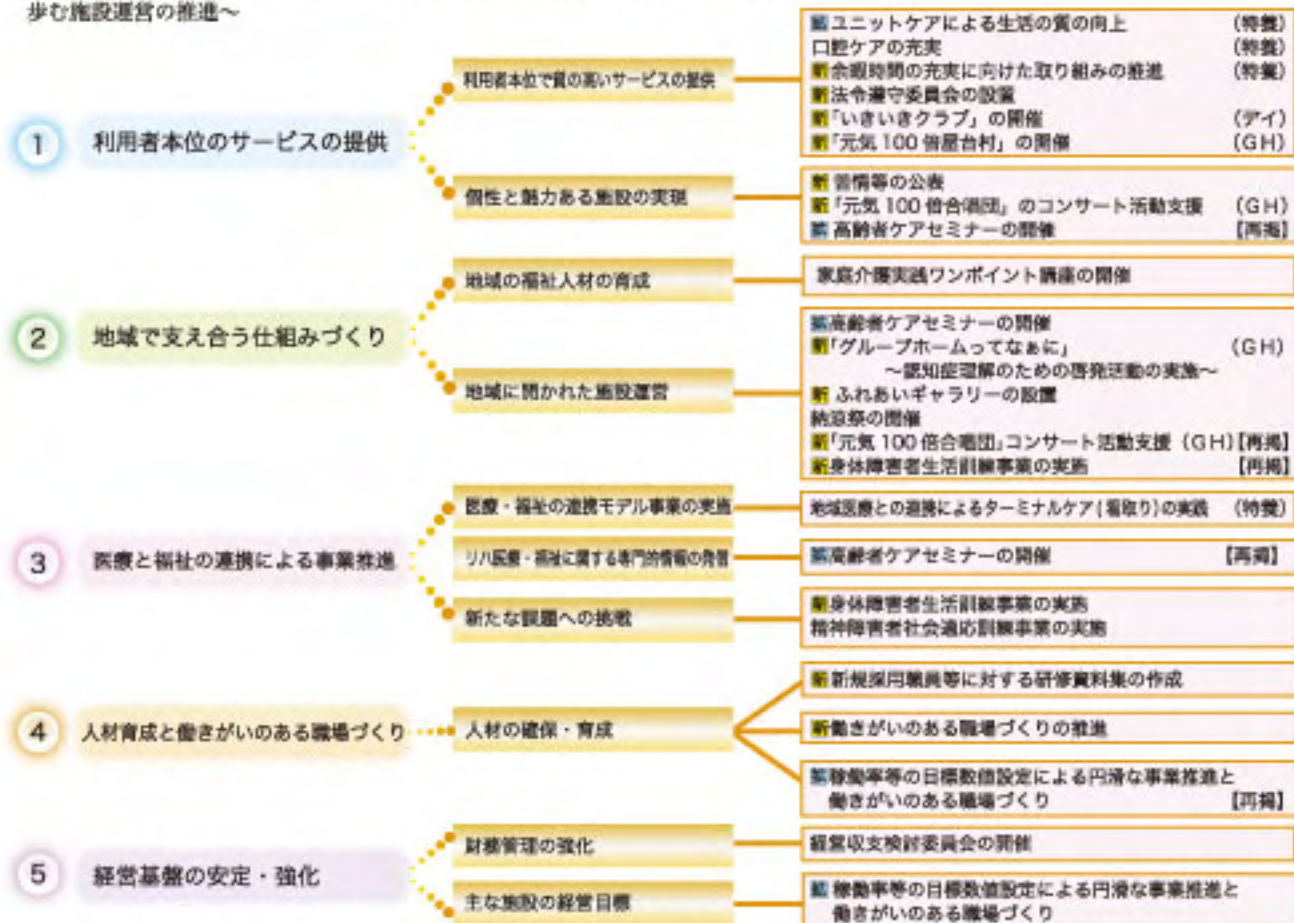 歩む施設運営の推進～
1 利用者本位のサービスの提供
利用者本位で質の高いサービスの提供
拡ユニットケアによる生活の質の向上 （特養）
口腔ケアの充実 （特養）
新余暇時間の充実に向けた取り組みの推進 （特養）
新法令遵守委員会の設置
新「いきいきクラブ」の開催 （デイ）
新「元気100倍屋台村」の開催 （GH）
個性と魅力ある施設の実現
新 苦情等の公表
新「元気100倍合唱団」のコンサート活動支援 （GH）
拡 高齢者ケアセミナーの開催 【再掲】
2 地域で支え合う仕組みづくり
地域の福祉人材の育成
家庭介護実践ワンポイント講座の開催
地域に開かれた施設運営
拡高齢者ケアセミナーの開催
新「グループホームってなぁに」 （GH）
～認知症理解のための啓発活動の実施～
新 ふれあいギャラリーの設置
納涼祭の開催
新「元気100倍合唱団」コンサート活動支援（GH）【再掲】
新身体障害者生活訓練事業の実施 【再掲】
3 医療と福祉の連携による事業推進
医療・福祉の連携モデル事業の実施
地域医療との連携によるターミナルケア(看取り)の実践 （特養）
リハ医療・福祉に関する専門的情報の発信
拡高齢者ケアセミナーの開催 【再掲】
新たな課題への挑戦
新身体障害者生活訓練事業の実施
精神障害者社会適応訓練事業の実施
4 人材育成と働きがいのある職場づくり
人材の確保・育成
新新規採用職員等に対する研修資料集の作成
新働きがいのある職場づくりの推進
拡稼働率等の目標数値設定による円滑な事業推進と
働きがいのある職場づくり 【再掲】
5 経営基盤の安定・強化
財務管理の強化
経営収支検討委員会の開催
主な施設の経営目標
拡 稼働率等の目標数値設定による円滑な事業推進と
働きがいのある職場づくり